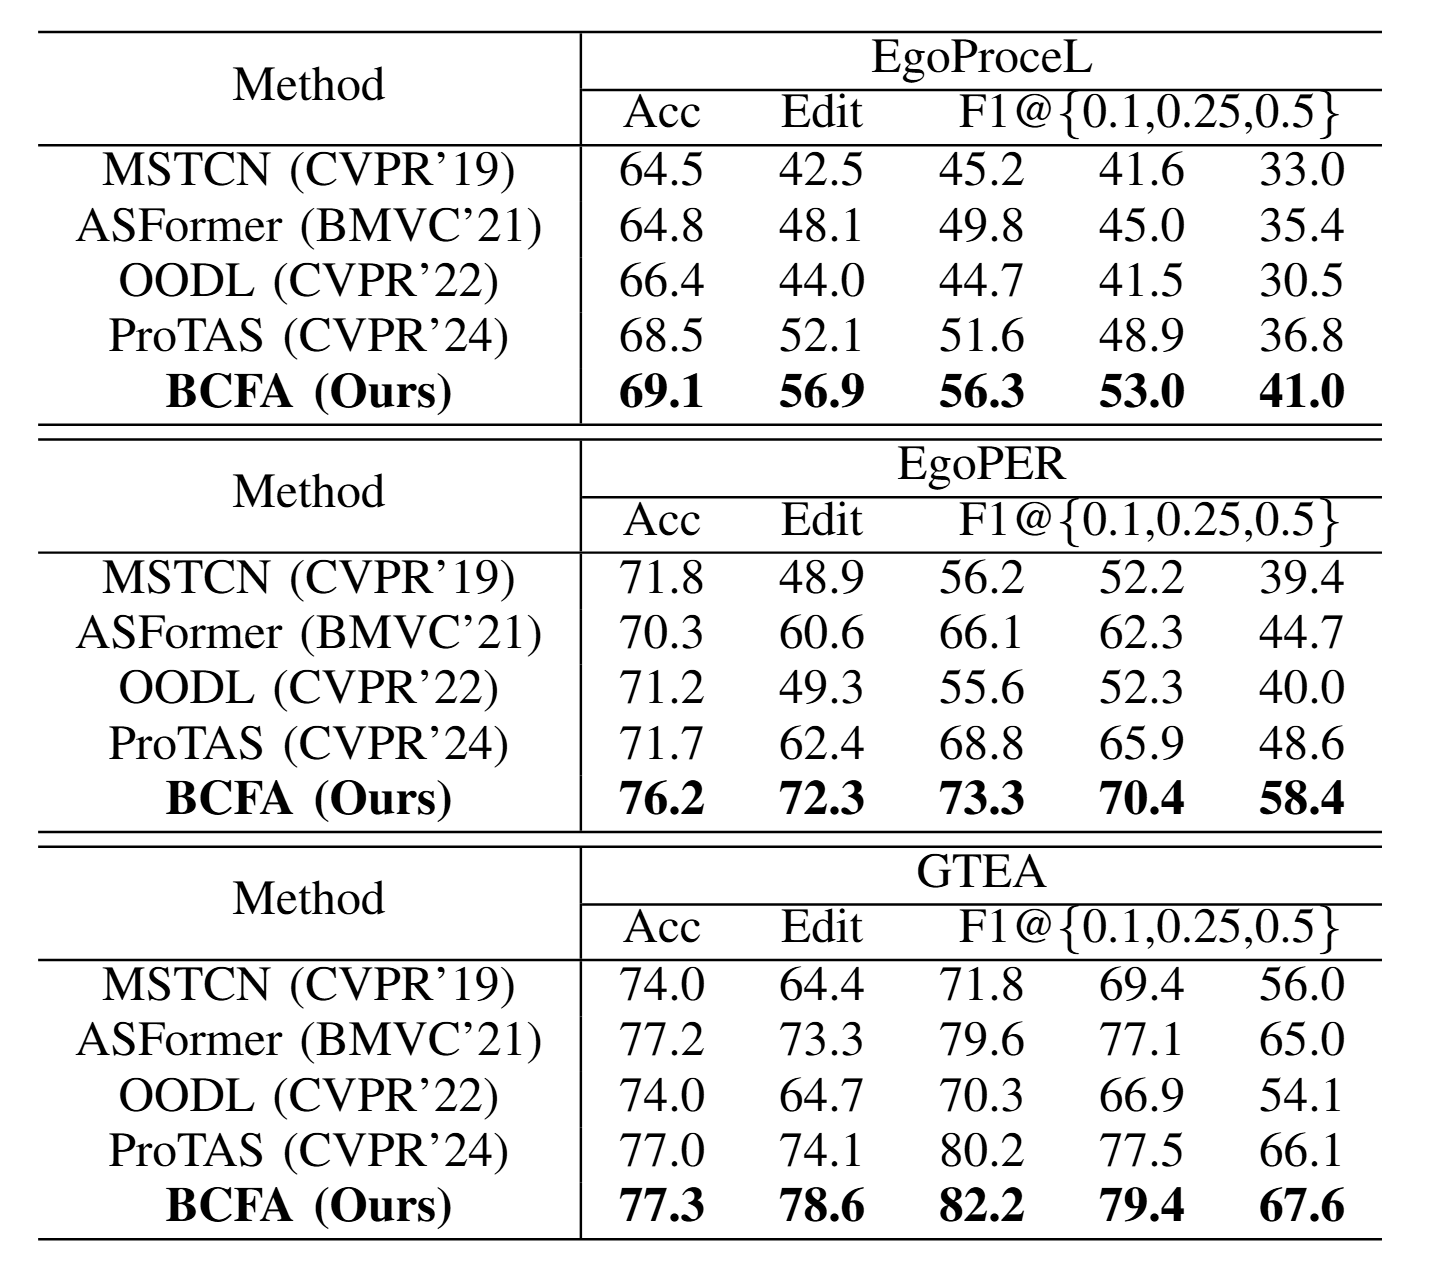 Method EgoProceL
Acc Edit F1@{0.1,0.25,0.5}
MSTCN (CVPR’19) 64.5 42.5 45.2 41.6 33.0
ASFormer (BMVC’21) 64.8 48.1 49.8 45.0 35.4
OODL (CVPR’22) 66.4 44.0 44.7 41.5 30.5
ProTAS (CVPR’24) 68.5 52.1 51.6 48.9 36.8
BCFA (Ours) 69.1 56.9 56.3 53.0 41.0
Method EgoPER
Acc Edit F1@{0.1,0.25,0.5}
MSTCN (CVPR’19) 71.8 48.9 56.2 52.2 39.4
ASFormer (BMVC’21) 70.3 60.6 66.1 62.3 44.7
OODL (CVPR’22) 71.2 49.3 55.6 52.3 40.0
ProTAS (CVPR’24) 71.7 62.4 68.8 65.9 48.6
BCFA (Ours) 76.2 72.3 73.3 70.4 58.4
Method GTEA
Acc Edit F1@{0.1,0.25,0.5}
MSTCN (CVPR’19) 74.0 64.4 71.8 69.4 56.0
ASFormer (BMVC’21) 77.2 73.3 79.6 77.1 65.0
OODL (CVPR’22) 74.0 64.7 70.3 66.9 54.1
ProTAS (CVPR’24) 77.0 74.1 80.2 77.5 66.1
BCFA (Ours) 77.3 78.6 82.2 79.4 67.6